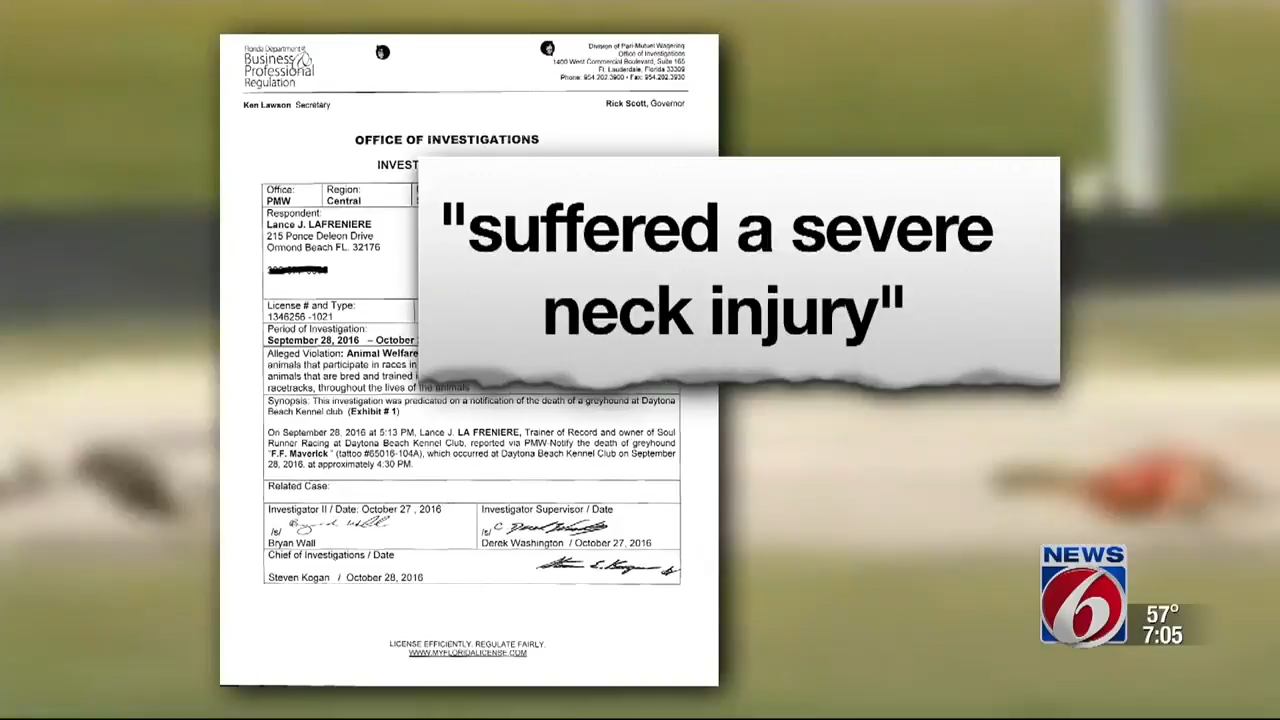 Florida Department of
Business
Professional
Regulation
Division of Pari-Mutuel Wagering
Office of Investigations
1400 West Commercial Boulevard, Suite 165
Ft. Lauderdale, Florida 33309
Phone: 954.202.3900 • Fax: 954.202.3930
Ken Lawson Secretary
Rick Scott, Governor
OFFICE OF INVESTIGATIONS
INVEST
Office:
PMW
Region:
Central
Respondent:
Lance J. LAFRENIERE
215 Ponce Deleon Drive
Ormond Beach FL. 32176
License # and Type:
1346256 -1021
Period of Investigation:
September 28, 2016 – October
Alleged Violation: Animal Welfare
animals that participate in races in
animals that are bred and trained
racetracks, throughout the lives of the animals
"suffered a severe
neck injury"
Synopsis: This investigation was predicated on a notification of the death of a greyhound at Daytona
Beach Kennel club (Exhibit # 1)
On September 28, 2016 at 5:13 PM, Lance J. LA FRENIERE, Trainer of Record and owner of Soul
Runner Racing at Daytona Beach Kennel Club, reported via PMW-Notify the death of greyhound
"F.F. Maverick " (tattoo #65016-104A), which occurred at Daytona Beach Kennel Club on September
28, 2016, at approximately 4:30 PM.
Related Case:
Investigator II / Date: October 27 , 2016
/s/
Bryan Wall
Investigator Supervisor / Date
/s/
Derek Washington / October 27, 2016
Chief of Investigations / Date
Steven Kogan / October 28, 2016
LICENSE EFFICIENTLY. REGULATE FAIRLY.
WWW.MYFLORIDALICENSE.COM
NEWS
6
57°
7:05